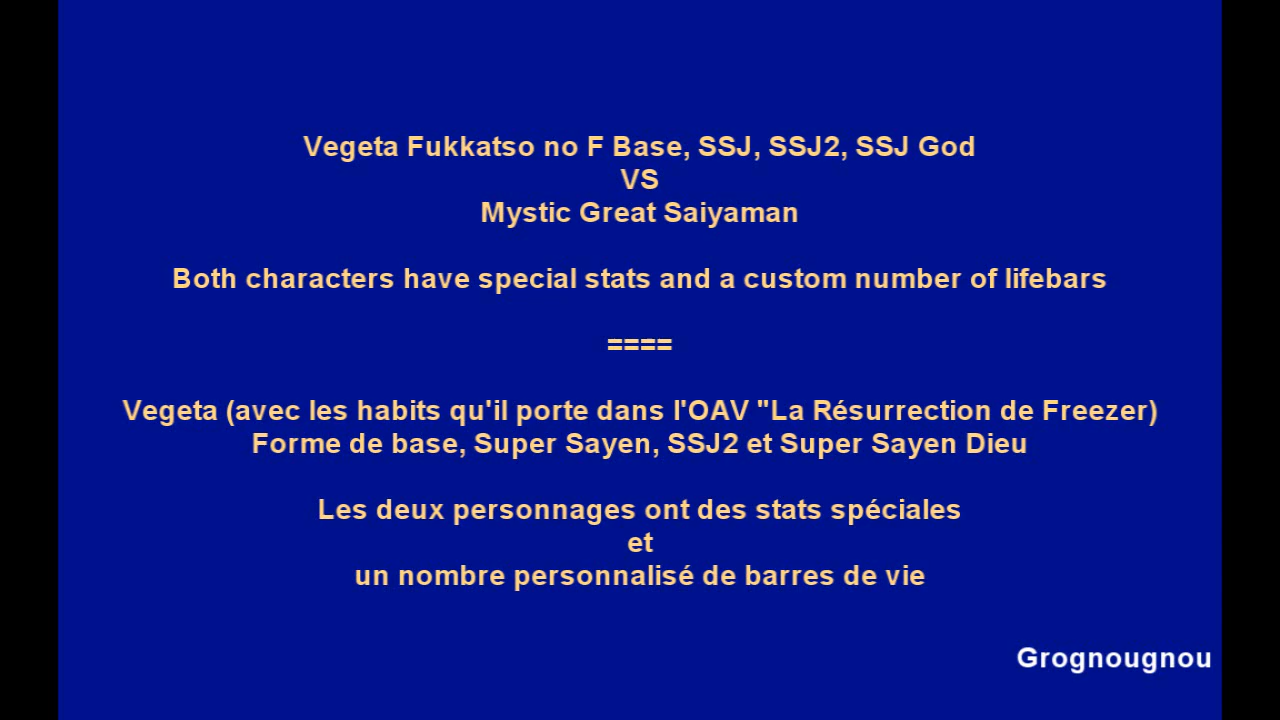 Vegeta Fukkatso no F Base, SSJ, SSJ2, SSJ God
VS
Mystic Great Saiyaman
Both characters have special stats and a custom number of lifebars
====
Vegeta (avec les habits qu'il porte dans l'OAV "La Résurrection de Freezer)
Forme de base, Super Sayen, SSJ2 et Super Sayen Dieu
Les deux personnages ont des stats spéciales
et
un nombre personnalisé de barres de vie
Grognougnou